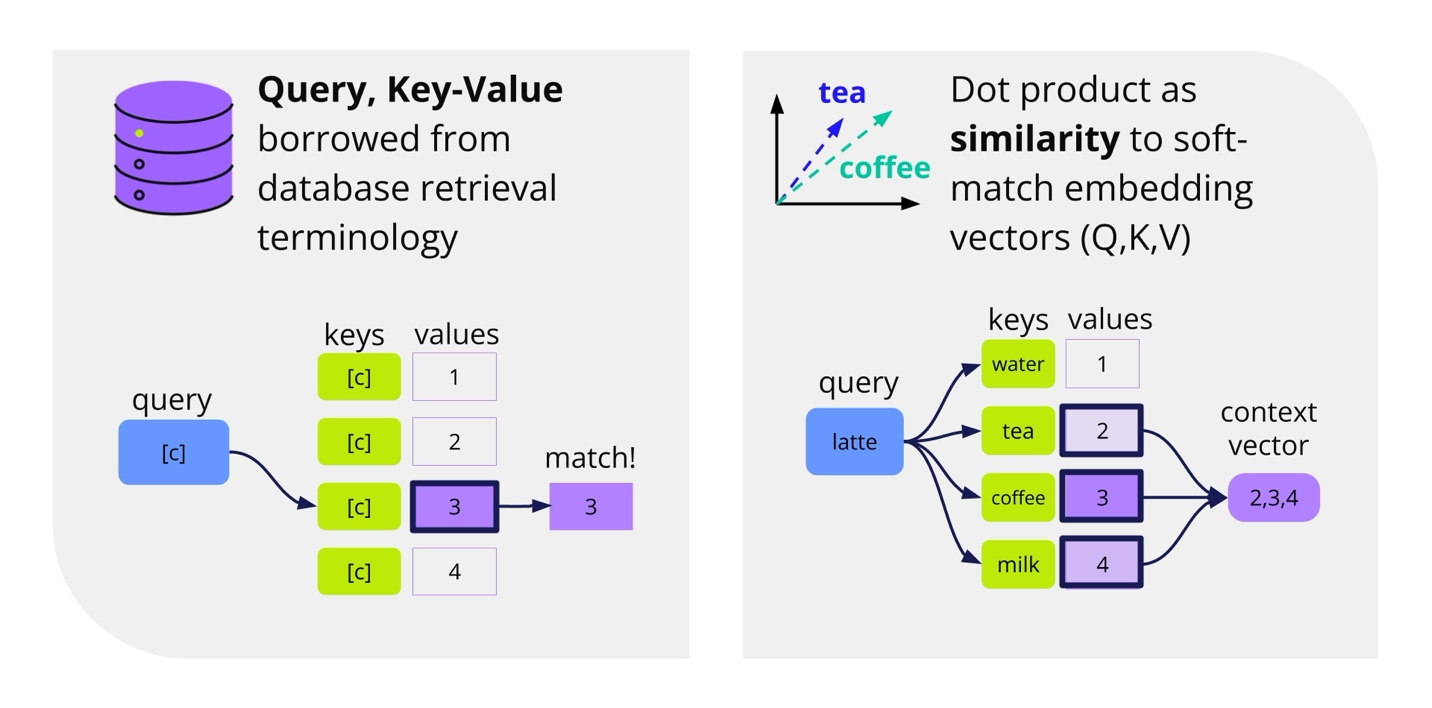 Query, Key-Value
borrowed from
database retrieval
terminology
keys values
query
[c]
[c] 1
[c] 2
[c] 3
[c] 4
match!
3
tea
coffee
Dot product as
similarity to soft-
match embedding
vectors (Q,K,V)
keys values
query
latte
water 1
tea 2
coffee 3
milk 4
context
vector
2,3,4